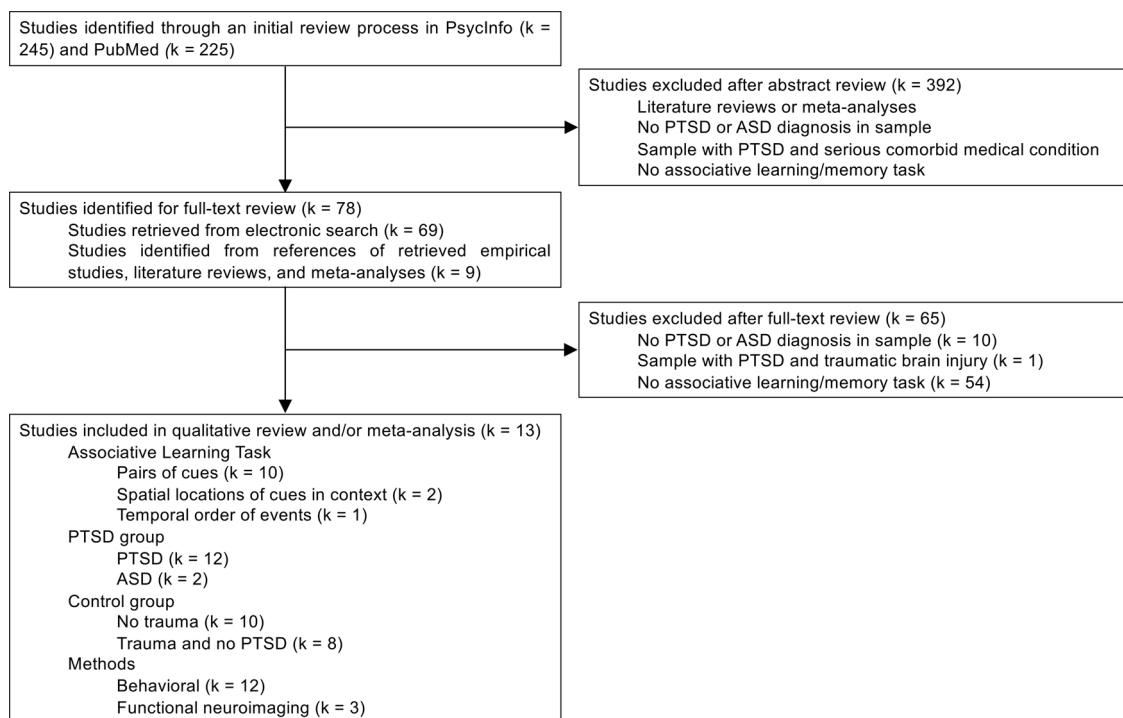 Studies identified through an initial review process in PsycInfo (k =
245) and PubMed (k = 225)
Studies excluded after abstract review (k = 392)
Literature reviews or meta-analyses
No PTSD or ASD diagnosis in sample
Sample with PTSD and serious comorbid medical condition
No associative learning/memory task
Studies identified for full-text review (k = 78)
Studies retrieved from electronic search (k = 69)
Studies identified from references of retrieved empirical
studies, literature reviews, and meta-analyses (k = 9)
Studies excluded after full-text review (k = 65)
No PTSD or ASD diagnosis in sample (k = 10)
Sample with PTSD and traumatic brain injury (k = 1)
No associative learning/memory task (k = 54)
Studies included in qualitative review and/or meta-analysis (k = 13)
Associative Learning Task
Pairs of cues (k = 10)
Spatial locations of cues in context (k = 2)
Temporal order of events (k = 1)
PTSD group
PTSD (k = 12)
ASD (k = 2)
Control group
No trauma (k = 10)
Trauma and no PTSD (k = 8)
Methods
Behavioral (k = 12)
Functional neuroimaging (k = 3)